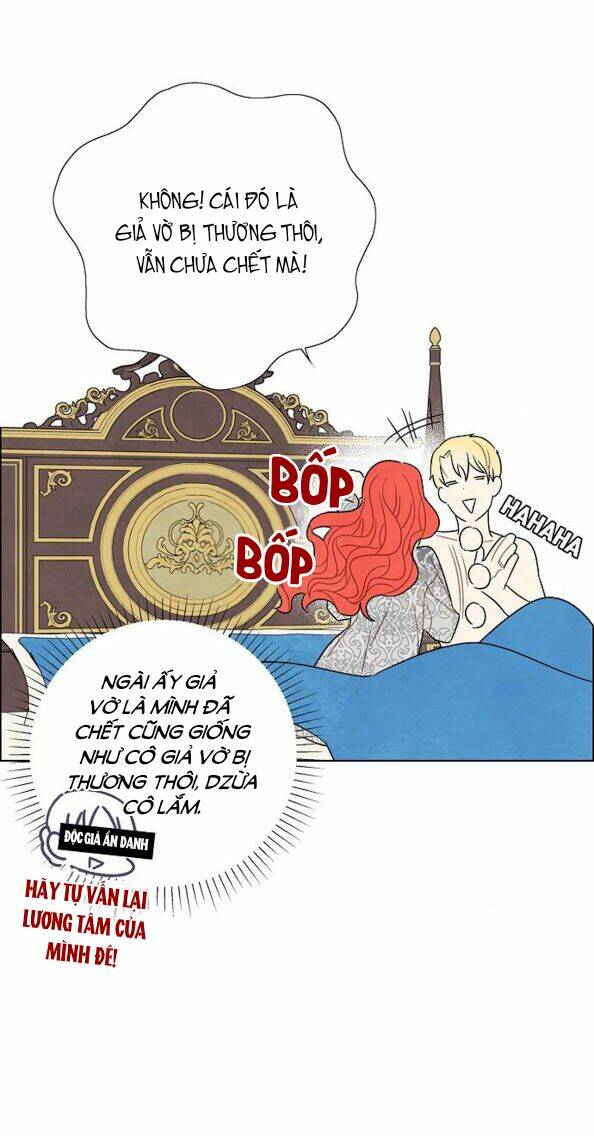 KHÔNG! CÁI ĐÓ LÀ
GIẢ VỜ BỊ THƯƠNG THÔI,
VẪN CHƯA CHẾT MÀ!
BỐP
BỐP
HAHAHA
NGÀI ẤY GIẢ
VỜ LÀ MÌNH ĐÃ
CHẾT CŨNG GIỐNG
NHƯ CÔ GIẢ VỜ BỊ
THƯƠNG THÔI, DZỪA
CÔ LẮM.
ĐỘC GIẢ ẨN DANH
HÃY TỰ VẤN LẠI
LƯƠNG TÂM CỦA
MÌNH ĐÊ!